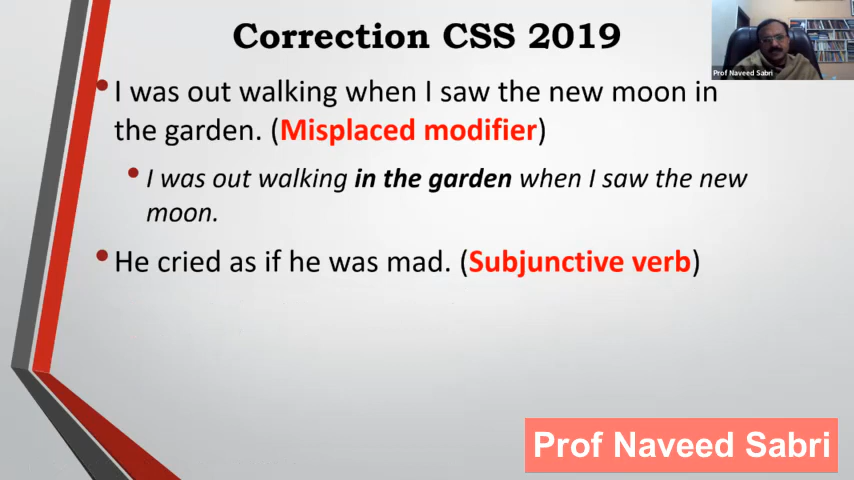 Correction CSS 2019
Prof Naveed Sabri
• I was out walking when I saw the new moon in
the garden. (Misplaced modifier)
• I was out walking in the garden when I saw the new
moon.
• He cried as if he was mad. (Subjunctive verb)
Prof Naveed Sabri